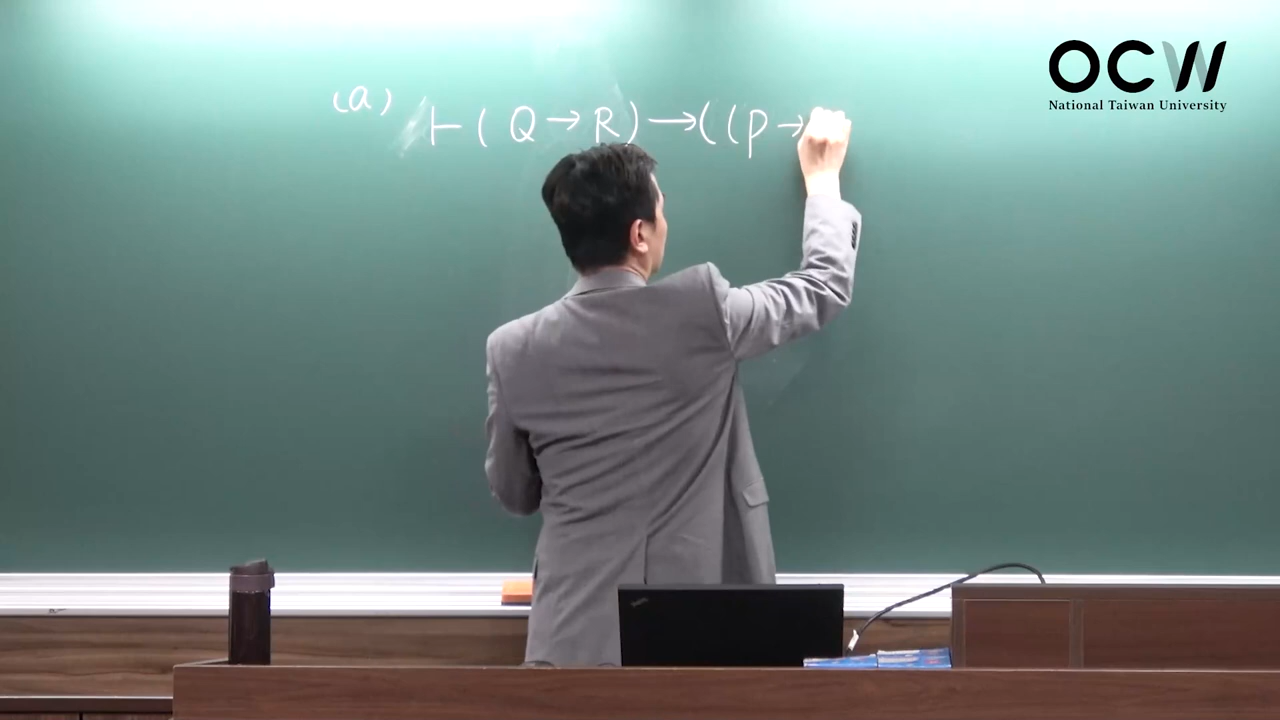 OCW
National Taiwan University
(a) ⊢ ( Q → R ) → ( ( P →